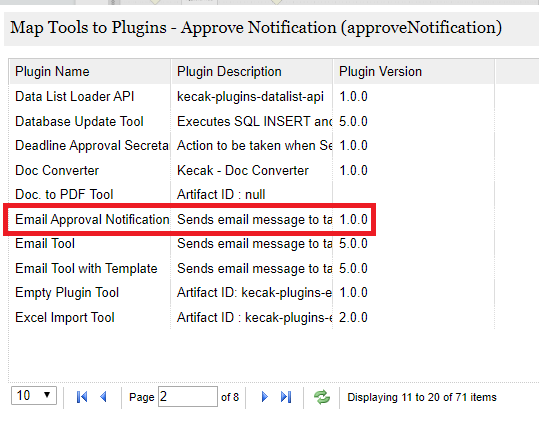 Map Tools to Plugins - Approve Notification (approveNotification)
Plugin Name Plugin Description Plugin Version
Data List Loader API kecak-plugins-datalist-api 1.0.0
Database Update Tool Executes SQL INSERT and 5.0.0
Deadline Approval Secreta Action to be taken when Se 1.0.0
Doc Converter Kecak - Doc Converter 1.0.0
Doc. to PDF Tool Artifact ID : null
Email Approval Notification Sends email message to ta 1.0.0
Email Tool Sends email message to ta 5.0.0
Email Tool with Template Sends email message to ta 5.0.0
Empty Plugin Tool Artifact ID: kecak-plugins-e 1.0.0
Excel Import Tool Artifact ID : kecak-plugins-e 2.0.0
10 Page 2 of 8 Displaying 11 to 20 of 71 items